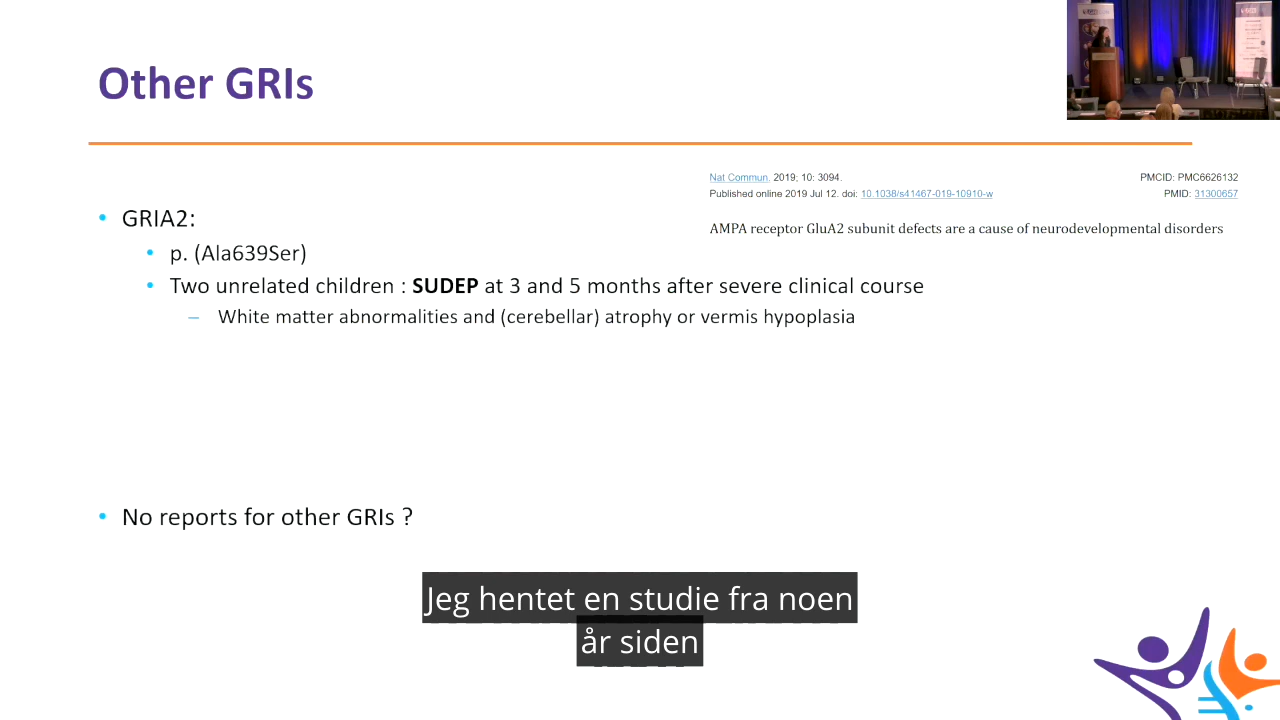 Other GRIs
Nat Commun. 2019; 10: 3094.
PMCID: PMC6626132
Published online 2019 Jul 12. doi: 10.1038/s41467-019-10910-w
PMID: 31300657
AMPA receptor GluA2 subunit defects are a cause of neurodevelopmental disorders
• GRIA2:
• p. (Ala639Ser)
• Two unrelated children : SUDEP at 3 and 5 months after severe clinical course
– White matter abnormalities and (cerebellar) atrophy or vermis hypoplasia
• No reports for other GRIs ?
Jeg hentet en studie fra noen
år siden